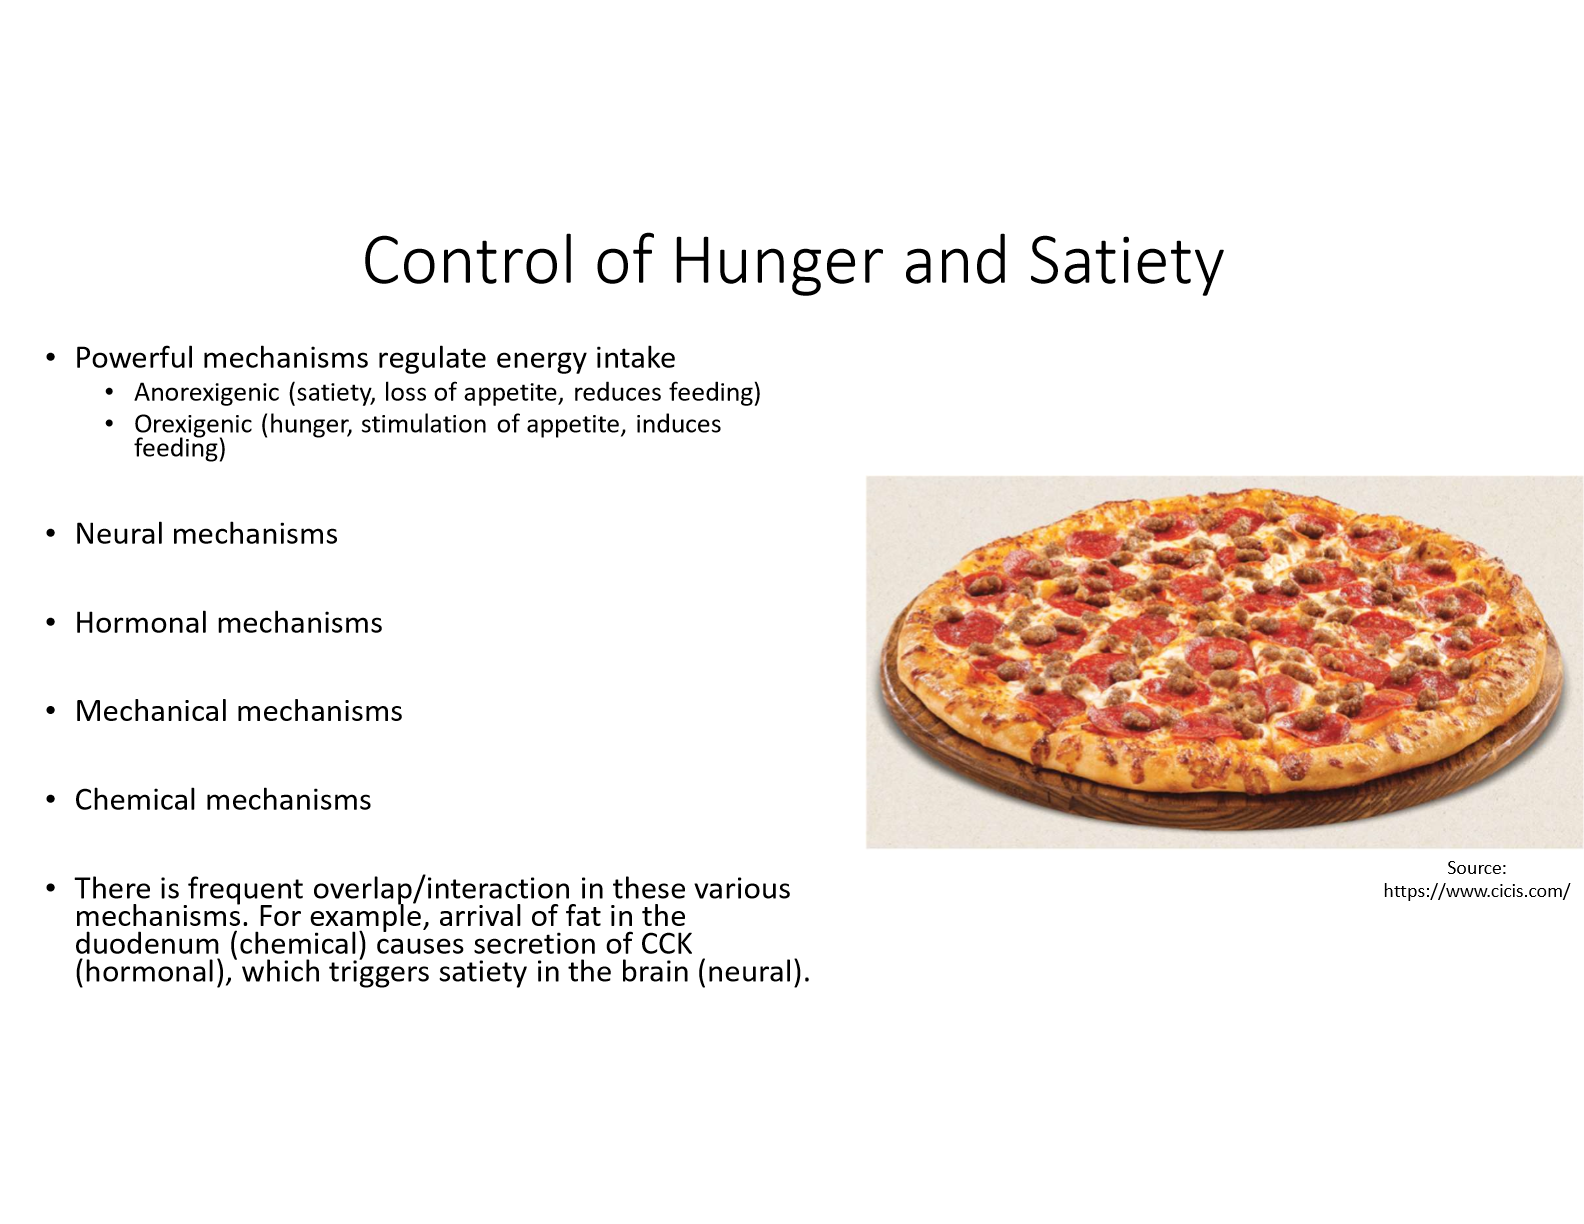 Control of Hunger and Satiety
• Powerful mechanisms regulate energy intake
• Anorexigenic (satiety, loss of appetite, reduces feeding)
• Orexigenic (hunger, stimulation of appetite, induces
feeding)
• Neural mechanisms
• Hormonal mechanisms
• Mechanical mechanisms
• Chemical mechanisms
• There is frequent overlap/interaction in these various
mechanisms. For example, arrival of fat in the
duodenum (chemical) causes secretion of CCK
(hormonal), which triggers satiety in the brain (neural).
Source:
https://www.cicis.com/